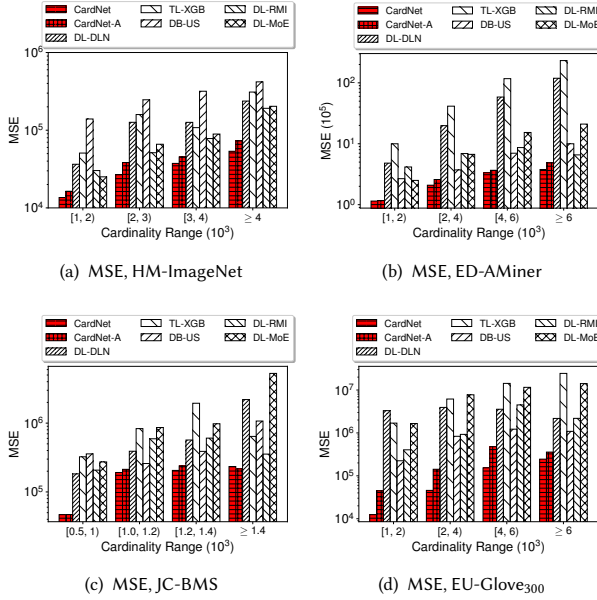 CardNet TL-XGB DL-RMI
CardNet-A DB-US DL-MoE
DL-DLN
MSE
10^6
10^5
10^4
[1, 2) [2, 3) [3, 4) ≥ 4
Cardinality Range (10^3)
(a) MSE, HM-ImageNet
CardNet TL-XGB DL-RMI
CardNet-A DB-US DL-MoE
DL-DLN
MSE (10^5)
10^2
10^1
10^0
[1, 2) [2, 4) [4, 6) ≥ 6
Cardinality Range (10^3)
(b) MSE, ED-AMiner
CardNet TL-XGB DL-RMI
CardNet-A DB-US DL-MoE
DL-DLN
MSE
10^6
10^5
[0.5, 1) [1.0, 1.2) [1.2, 1.4) ≥ 1.4
Cardinality Range (10^3)
(c) MSE, JC-BMS
CardNet TL-XGB DL-RMI
CardNet-A DB-US DL-MoE
DL-DLN
MSE
10^7
10^6
10^5
10^4
[1, 2) [2, 4) [4, 6) ≥ 6
Cardinality Range (10^3)
(d) MSE, EU-Glove300